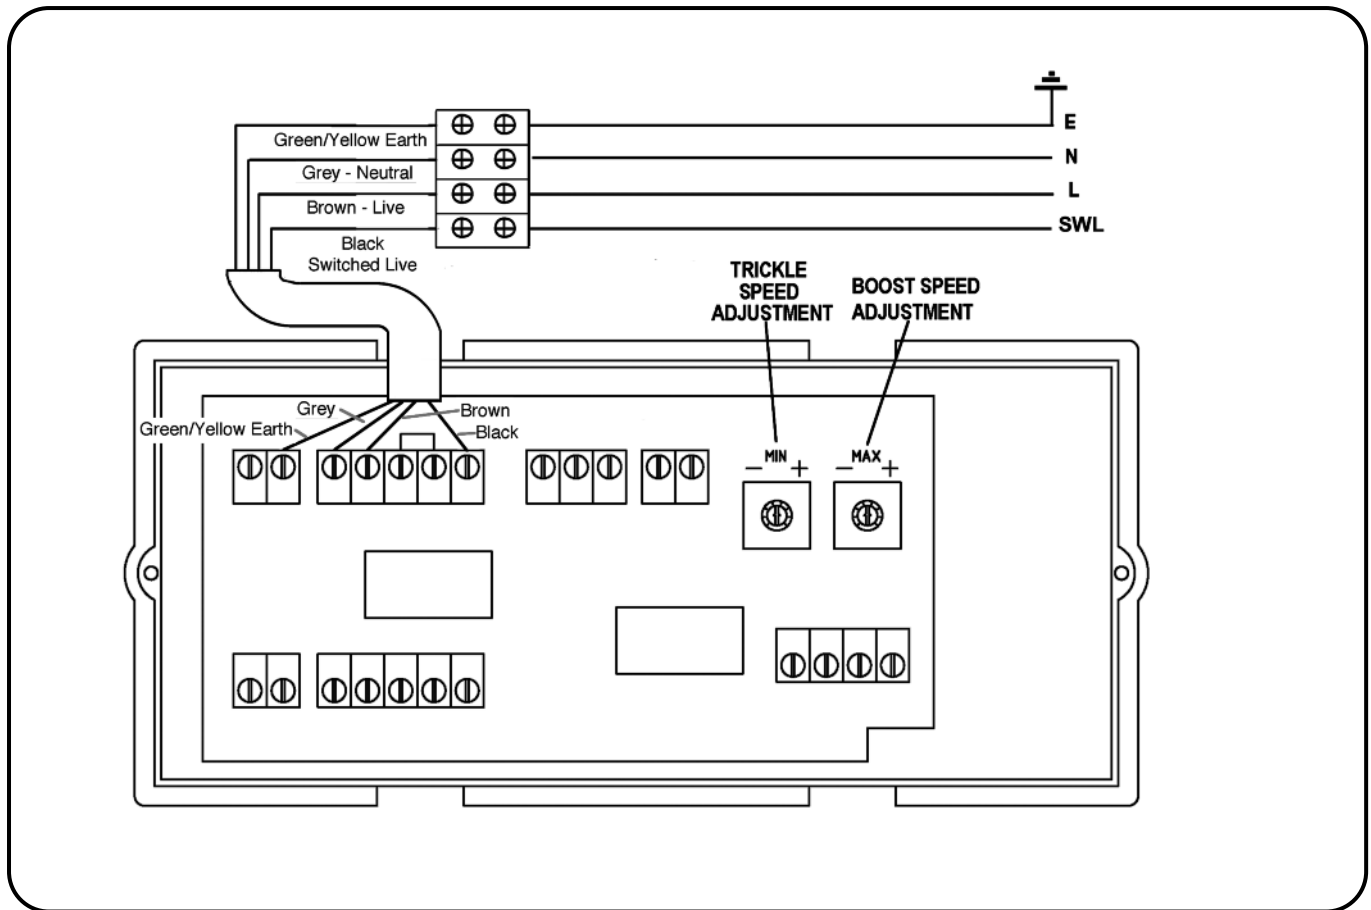 Green/Yellow Earth
Grey - Neutral
Brown - Live
Black
Switched Live
E
N
L
SWL
TRICKLE
SPEED
ADJUSTMENT
BOOST SPEED
ADJUSTMENT
Grey
Green/Yellow Earth
Brown
Black
− MIN +
− MAX +